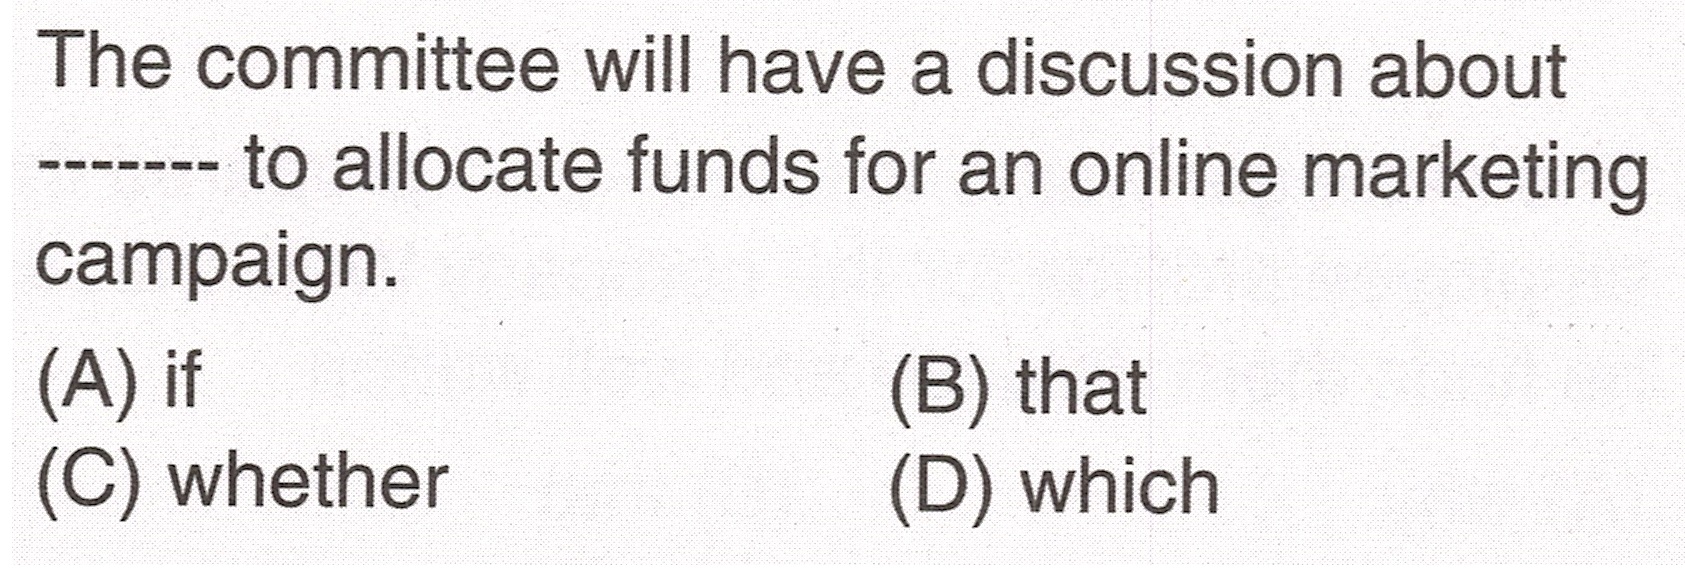 The committee will have a discussion about
------- to allocate funds for an online marketing
campaign.
(A) if (B) that
(C) whether (D) which